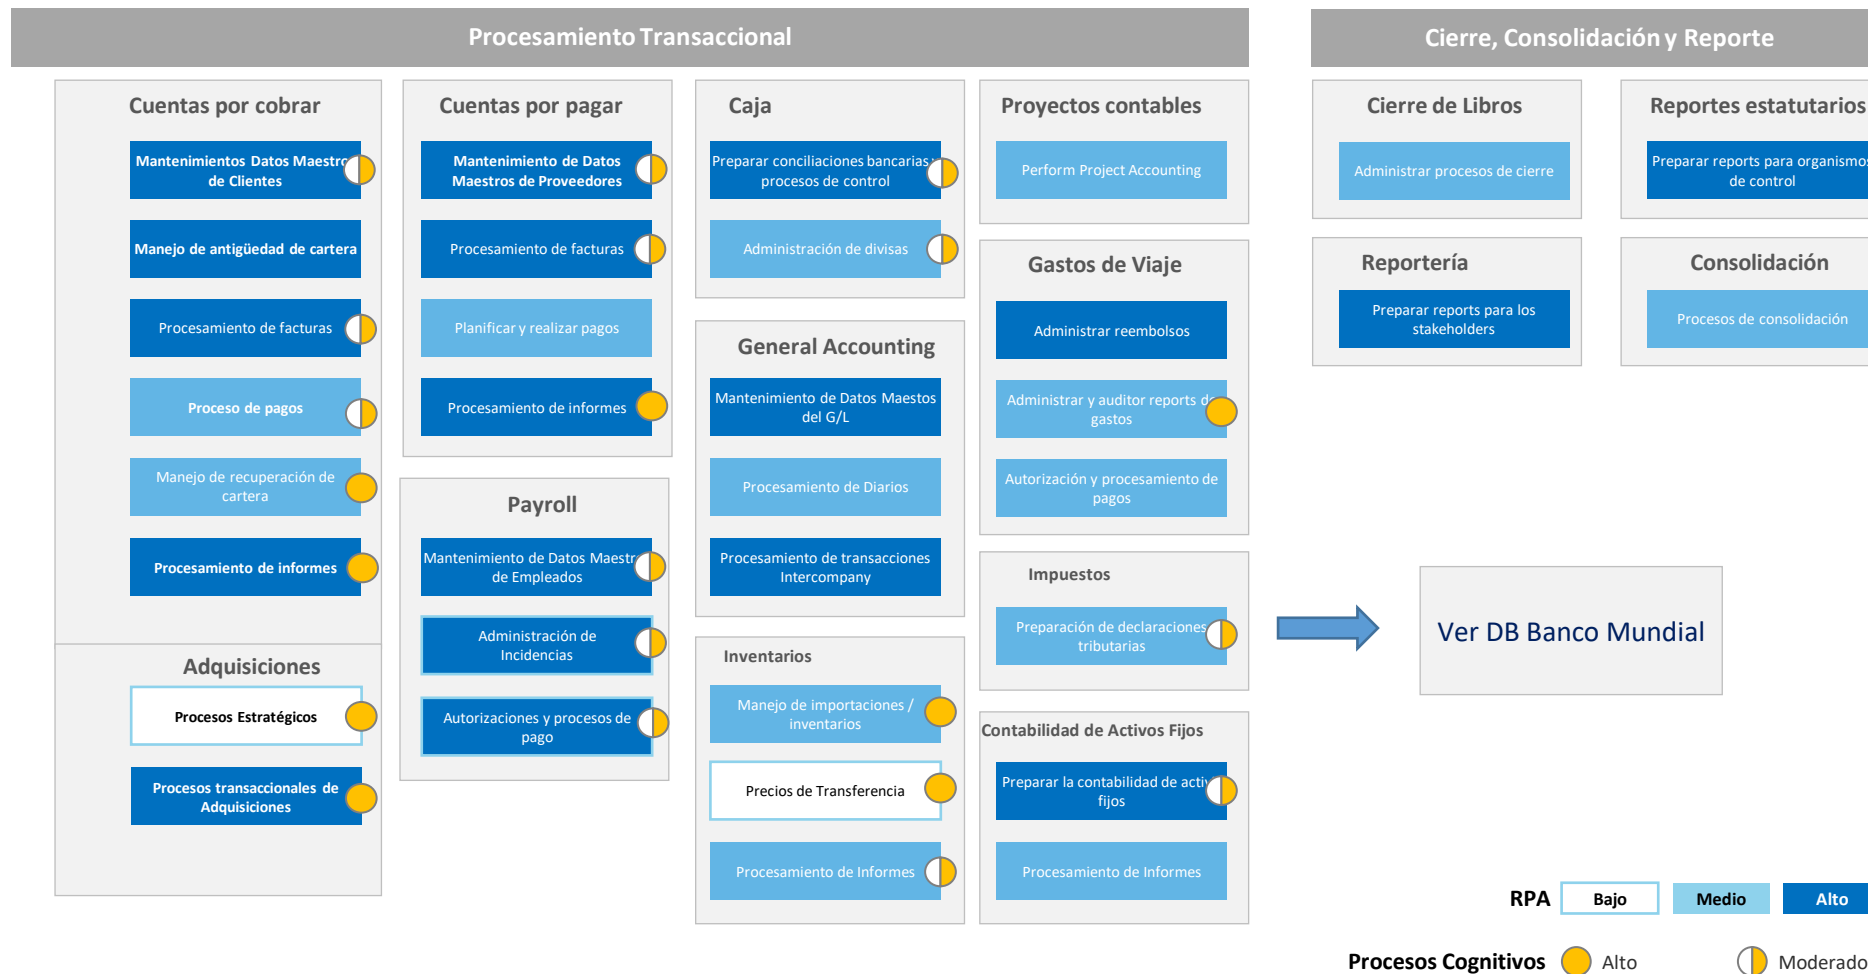 Procesamiento Transaccional
Cuentas por cobrar
Mantenimientos Datos Maestro
de Clientes
Manejo de antigüedad de cartera
Procesamiento de facturas
Proceso de pagos
Manejo de recuperación de
cartera
Procesamiento de informes
Adquisiciones
Procesos Estratégicos
Procesos transaccionales de
Adquisiciones
Cuentas por pagar
Mantenimiento de Datos
Maestros de Proveedores
Procesamiento de facturas
Planificar y realizar pagos
Procesamiento de informes
Payroll
Mantenimiento de Datos Maestr
de Empleados
Administración de
Incidencias
Autorizaciones y procesos de
pago
Caja
Preparar conciliaciones bancarias
procesos de control
Administración de divisas
General Accounting
Mantenimiento de Datos Maestos
del G/L
Procesamiento de Diarios
Procesamiento de transacciones
Intercompany
Inventarios
Manejo de importaciones /
inventarios
Precios de Transferencia
Procesamiento de Informes
Proyectos contables
Perform Project Accounting
Gastos de Viaje
Administrar reembolsos
Administrar y auditor reports de
gastos
Autorización y procesamiento de
pagos
Impuestos
Preparación de declaraciones
tributarias
Contabilidad de Activos Fijos
Preparar la contabilidad de activ
fijos
Procesamiento de Informes
Cierre, Consolidación y Reporte
Cierre de Libros
Administrar procesos de cierre
Reportes estatutarios
Preparar reports para organismos
de control
Reportería
Preparar reports para los
stakeholders
Consolidación
Procesos de consolidación
Ver DB Banco Mundial
RPA Bajo Medio Alto
Procesos Cognitivos Alto Moderado